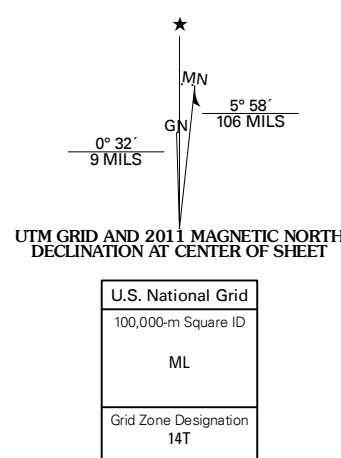 ★
MN
GN
5° 58´
106 MILS
0° 32´
9 MILS
UTM GRID AND 2011 MAGNETIC NORTH
DECLINATION AT CENTER OF SHEET
U.S. National Grid
100,000-m Square ID
ML
Grid Zone Designation
14T